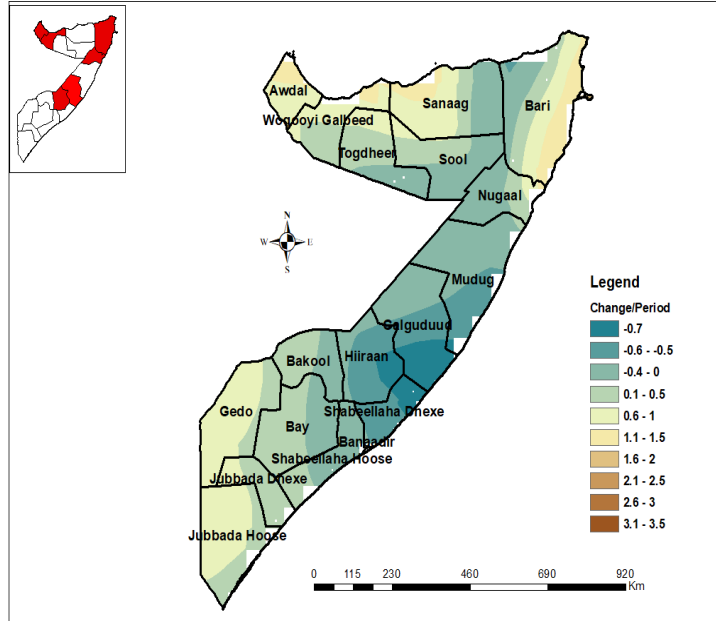 Awdal
Woqooyi Galbeed
Togdheer
Sanaag
Sool
Bari
Nugaal
Mudug
Galguduud
Hiiraan
Bakool
Gedo
Bay
Shabeellaha Dhexe
Banaadir
Shabeellaha Hoose
Jubbada Dhexe
Jubbada Hoose
N
W
E
S
Legend
Change/Period
-0.7
-0.6 - -0.5
-0.4 - 0
0.1 - 0.5
0.6 - 1
1.1 - 1.5
1.6 - 2
2.1 - 2.5
2.6 - 3
3.1 - 3.5
0 115 230 460 690 920
Km